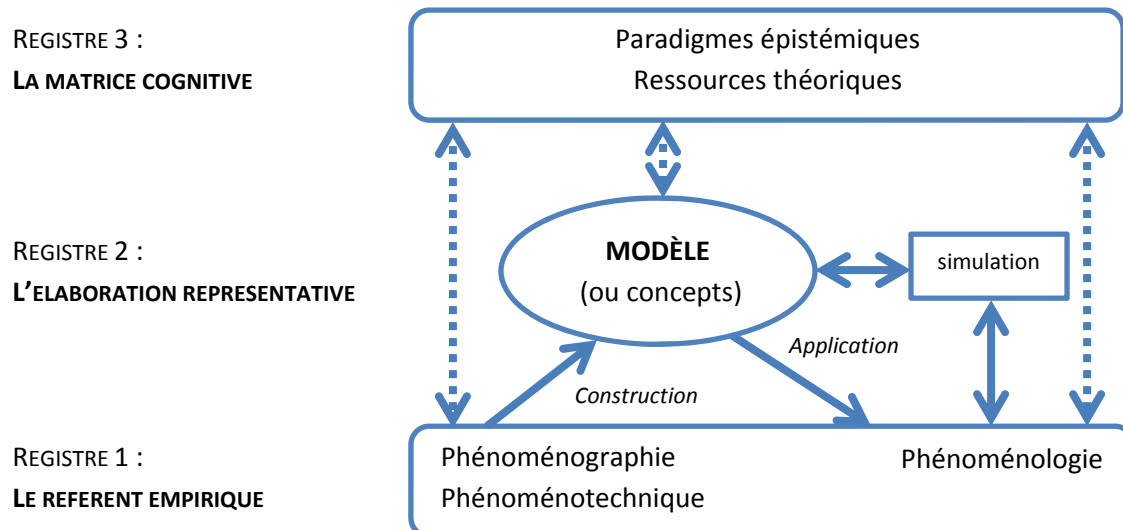 REGISTRE 3 :
LA MATRICE COGNITIVE
Paradigmes épistémiques
Ressources théoriques
REGISTRE 2 :
L'ELABORATION REPRESENTATIVE
MODÈLE
(ou concepts)
simulation
Application
Construction
REGISTRE 1 :
LE REFERENT EMPIRIQUE
Phénoménographie
Phénoménotechnique
Phénoménologie